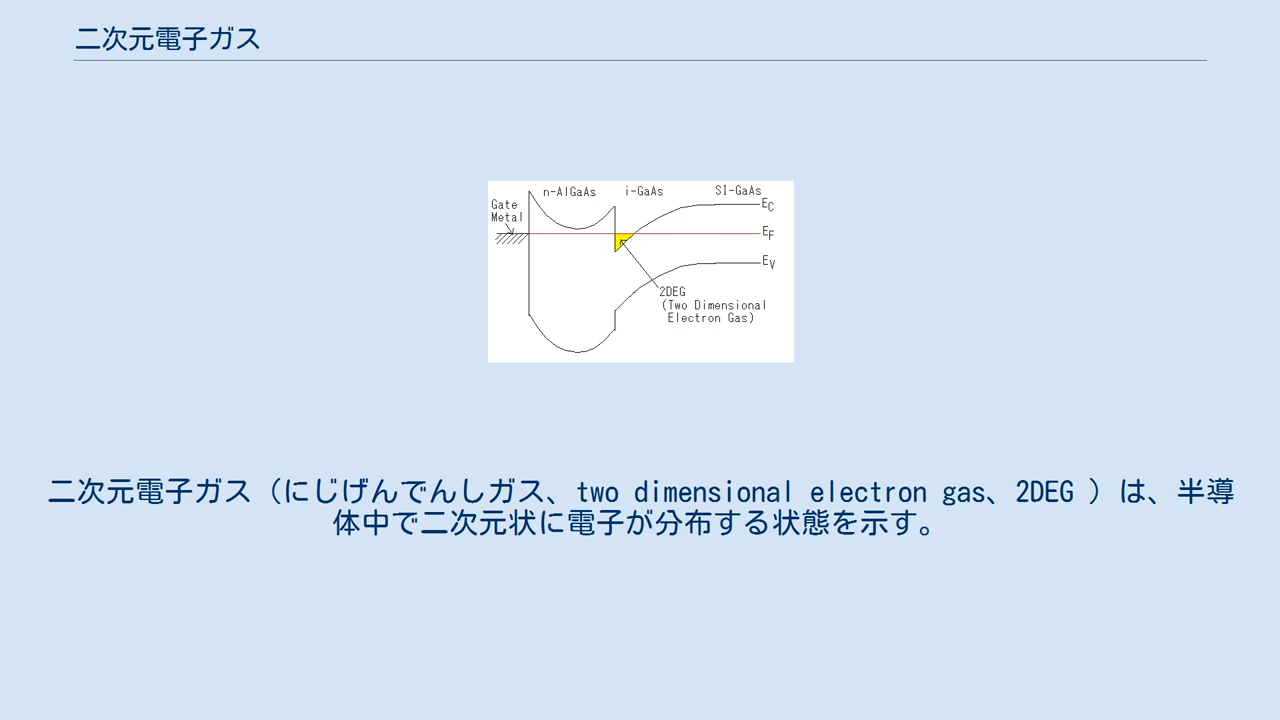 二次元電子ガス
n-AlGaAs i-GaAs SI-GaAs
Gate
Metal
EC
EF
EV
2DEG
(Two Dimensional
Electron Gas)
二次元電子ガス（にじげんでんしガス、two dimensional electron gas、2DEG ）は、半導
体中で二次元状に電子が分布する状態を示す。